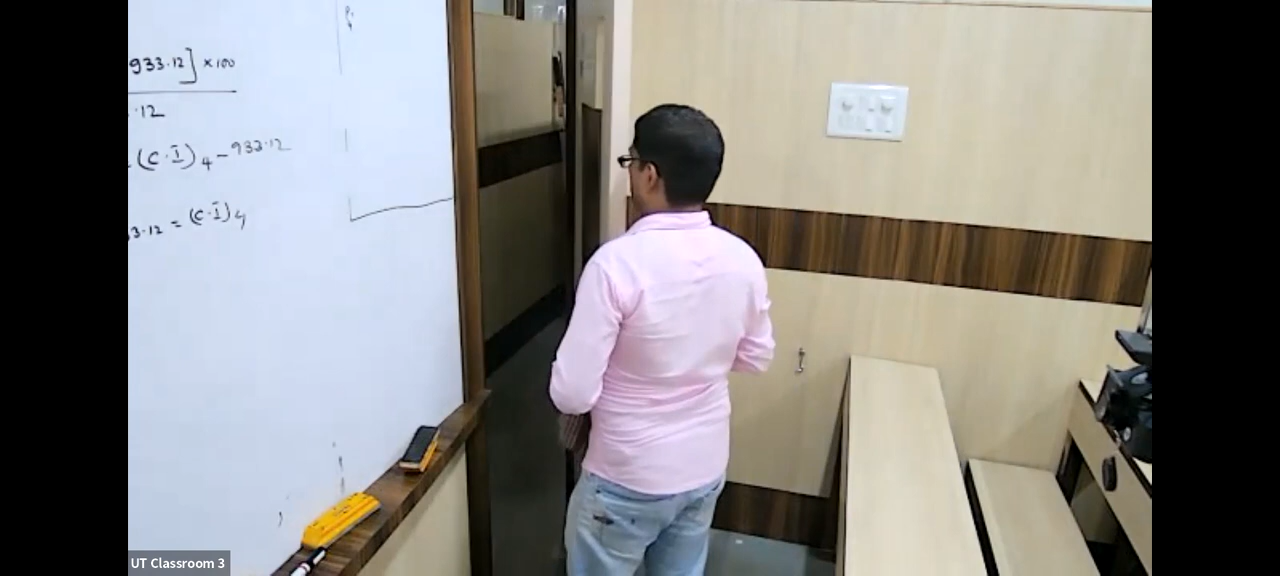 933.12] × 100
.12
(C.I)4 - 933.12
3.12 = (C.I)4
UT Classroom 3